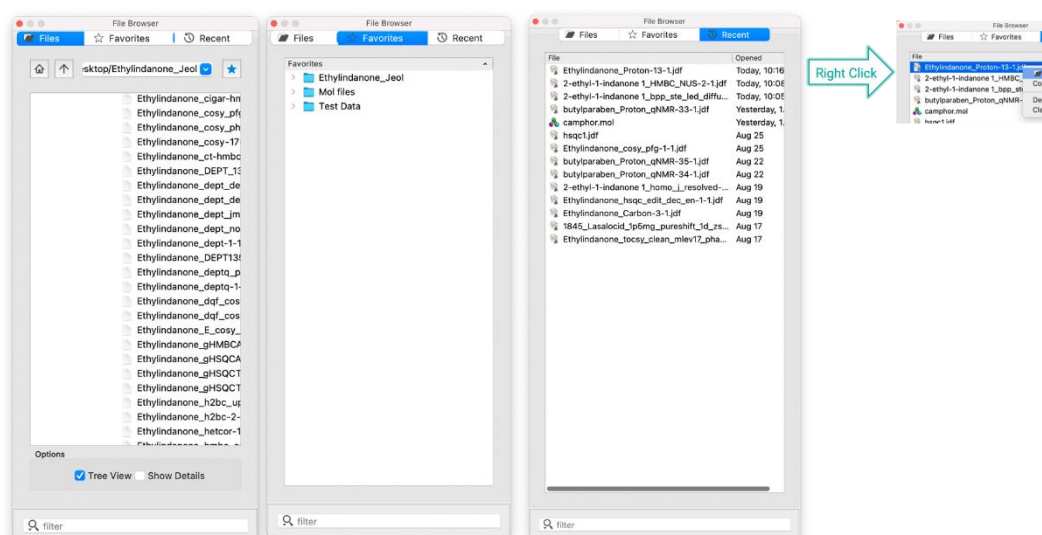 File Browser
Files
Favorites
Recent
sktop/Ethylindanone_Jeol
Ethylindanone_cigar-hm
Ethylindanone_cosy_pfg
Ethylindanone_cosy_ph
Ethylindanone_cosy-17
Ethylindanone_ct-hmbc
Ethylindanone_DEPT_13
Ethylindanone_dept_de
Ethylindanone_dept_de
Ethylindanone_dept_jm
Ethylindanone_dept_no
Ethylindanone_dept-1-1
Ethylindanone_DEPT135
Ethylindanone_deptq_p
Ethylindanone_deptq-1-
Ethylindanone_dqf_cos
Ethylindanone_dqf_cos
Ethylindanone_E_cosy_
Ethylindanone_gHMBCA
Ethylindanone_gHSQCA
Ethylindanone_gHSQCT
Ethylindanone_gHSQCT
Ethylindanone_h2bc_up
Ethylindanone_h2bc-2-
Ethylindanone_hetcor-1
Options
Tree View
Show Details
filter
File Browser
Files
Favorites
Recent
Favorites
Ethylindanone_Jeol
Mol files
Test Data
filter
File Browser
Files
Favorites
Recent
File Opened
Ethylindanone_Proton-13-1.jdf Today, 10:16
2-ethyl-1-indanone 1_HMBC_NUS-2-1.jdf Today, 10:08
2-ethyl-1-indanone 1_bpp_ste_led_diffu... Today, 10:05
butylparaben_Proton_qNMR-33-1.jdf Yesterday, 1.
camphor.mol Yesterday, 1.
hsqc1.jdf Aug 25
Ethylindanone_cosy_pfg-1-1.jdf Aug 25
butylparaben_Proton_qNMR-35-1.jdf Aug 22
butylparaben_Proton_qNMR-34-1.jdf Aug 22
2-ethyl-1-indanone 1_homo_j_resolved-... Aug 19
Ethylindanone_hsqc_edit_dec_en-1-1.jdf Aug 19
Ethylindanone_Carbon-3-1.jdf Aug 19
1845_Lasalocid_1p5mg_pureshift_1d_zs... Aug 17
Ethylindanone_tocsy_clean_mlev17_pha... Aug 17
filter
Right Click
File Browser
Files
Favorites
File
Ethylindanone_Proton-13-1.jdf
2-ethyl-1-indanone 1_HMBC_
Co
2-ethyl-1-indanone 1_bpp_st
butylparaben_Proton_qNMR-
De
camphor.mol
Cle
hsqc1.jdf